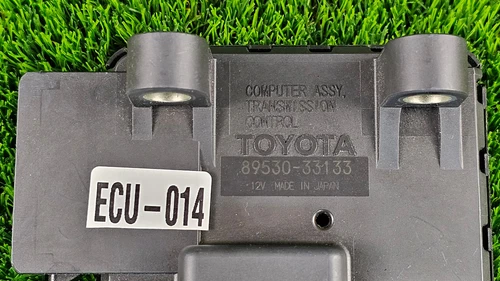 COMPUTER ASSY,
TRANSMISSION
CONTROL
TOYOTA
89530-33133
12V MADE IN JAPAN
ECU-014